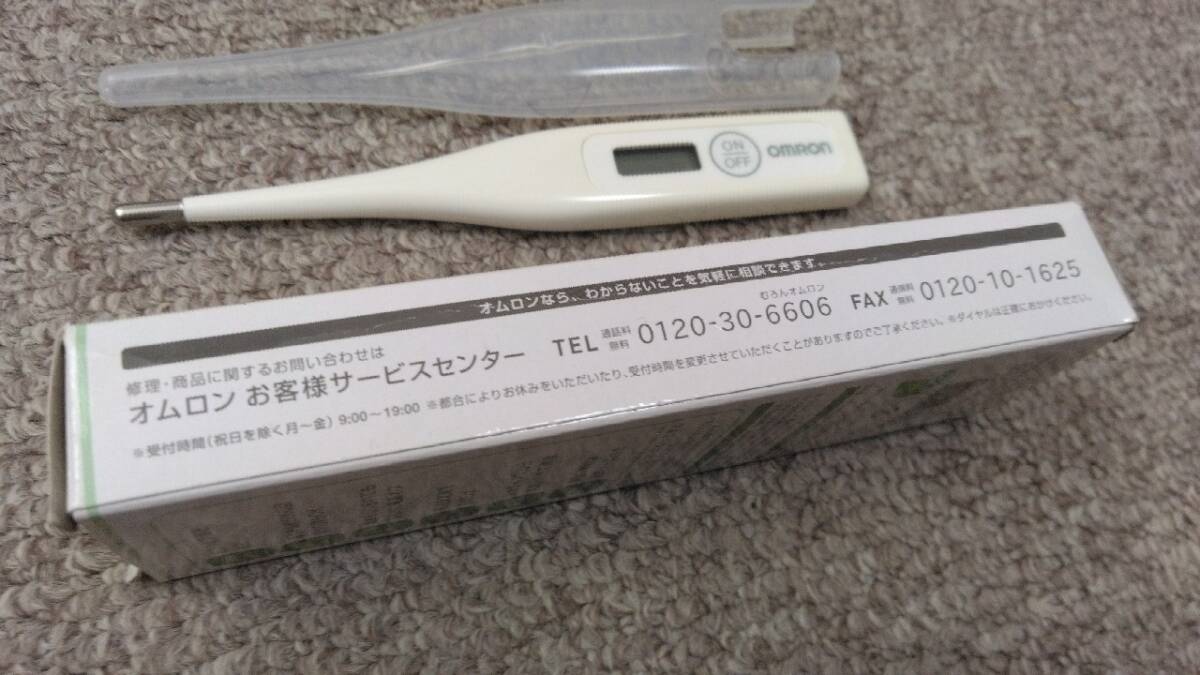 ON
OFF
OMRON
オムロンなら、わからないことを気軽に相談できます。
修理・商品に関するお問い合わせは
オムロン お客様サービスセンター
TEL 通話料無料 0120-30-6606 むろんオムロン
FAX 通信料無料 0120-10-1625
※受付時間(祝日を除く月〜金) 9:00〜19:00 ※都合によりお休みをいただいたり、受付時間を変更させていただくことがありますのでご了承ください。※ダイヤルは正確におかけください。